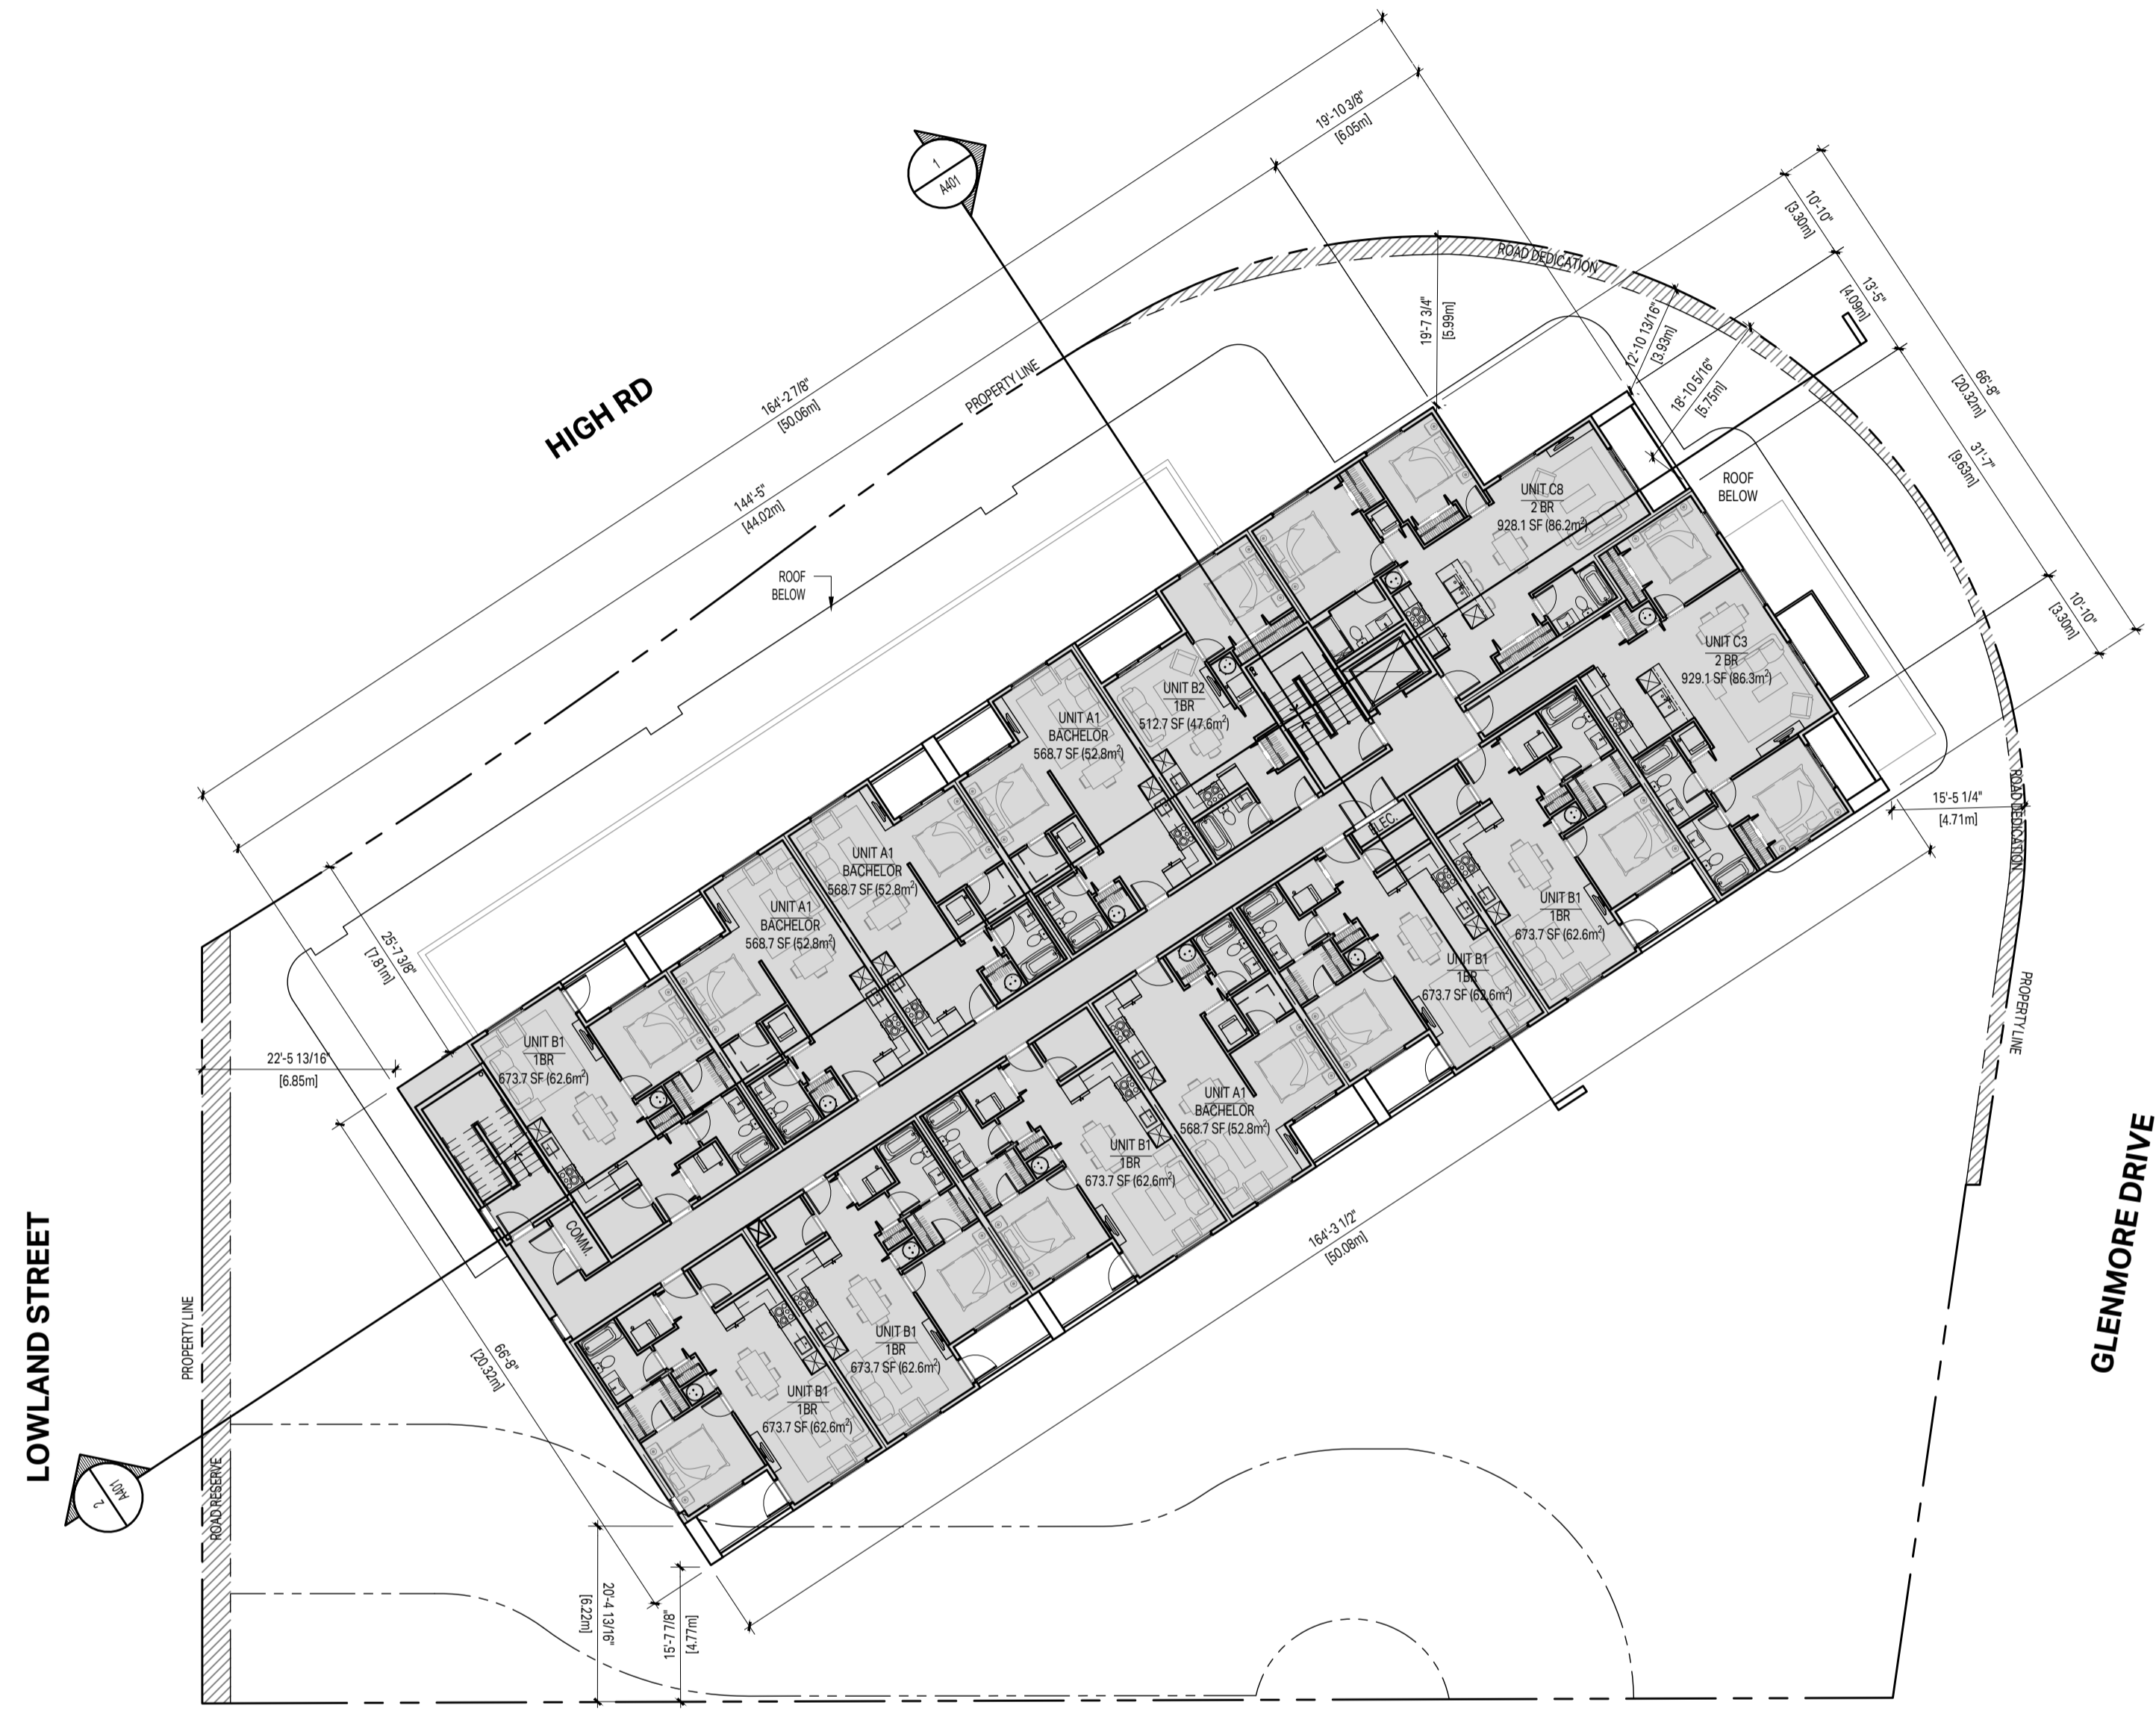 19'-10 3/8"
[6.05m]
1
A401
10'-10"
[3.30m]
ROAD DEDICATION
13'-5"
[4.09m]
19'-7 3/4"
[5.99m]
12'-10 13/16"
[3.93m]
18'-10 5/16"
[5.75m]
66'-8"
[20.32m]
HIGH RD
164'-2 7/8"
[50.06m]
PROPERTY LINE
31'-7"
[9.63m]
144'-5"
[44.02m]
UNIT C8
2 BR
928.1 SF (86.2m²)
ROOF
BELOW
ROOF
BELOW
10'-10"
[3.30m]
UNIT C3
2 BR
929.1 SF (86.3m²)
UNIT B2
1BR
512.7 SF (47.6m²)
UNIT A1
BACHELOR
568.7 SF (52.8m²)
ELEC.
15'-5 1/4"
[4.71m]
ROAD DEDICATION
UNIT A1
BACHELOR
568.7 SF (52.8m²)
UNIT A1
BACHELOR
568.7 SF (52.8m²)
UNIT B1
1BR
673.7 SF (62.6m²)
25'-7 3/8"
[7.81m]
UNIT B1
1BR
673.7 SF (62.6m²)
PROPERTY LINE
22'-5 13/16"
[6.85m]
UNIT B1
1BR
673.7 SF (62.6m²)
UNIT A1
BACHELOR
568.7 SF (52.8m²)
UNIT B1
1BR
673.7 SF (62.6m²)
COMM.
164'-3 1/2"
[50.08m]
GLENMORE DRIVE
LOWLAND STREET
PROPERTY LINE
66'-8"
[20.32m]
UNIT B1
1BR
673.7 SF (62.6m²)
UNIT B1
1BR
673.7 SF (62.6m²)
2
A401
ROAD RESERVE
20'-4 13/16"
[6.22m]
15'-7 7/8"
[4.77m]